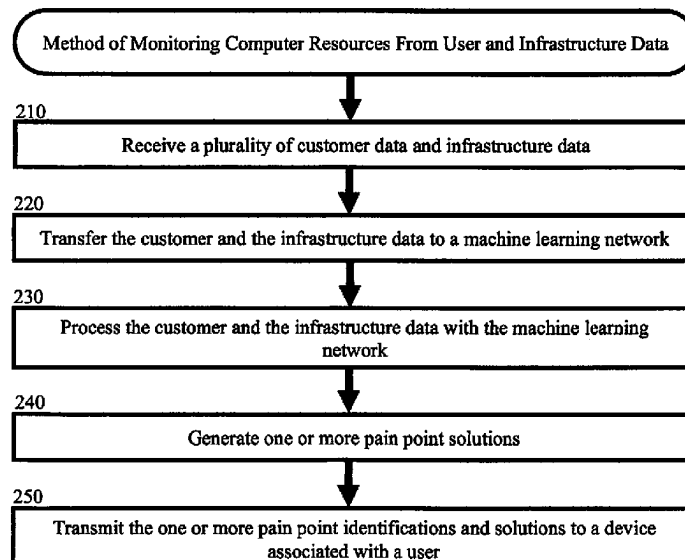 Method of Monitoring Computer Resources From User and Infrastructure Data
210
Receive a plurality of customer data and infrastructure data
220
Transfer the customer and the infrastructure data to a machine learning network
230
Process the customer and the infrastructure data with the machine learning
network
240
Generate one or more pain point solutions
250
Transmit the one or more pain point identifications and solutions to a device
associated with a user